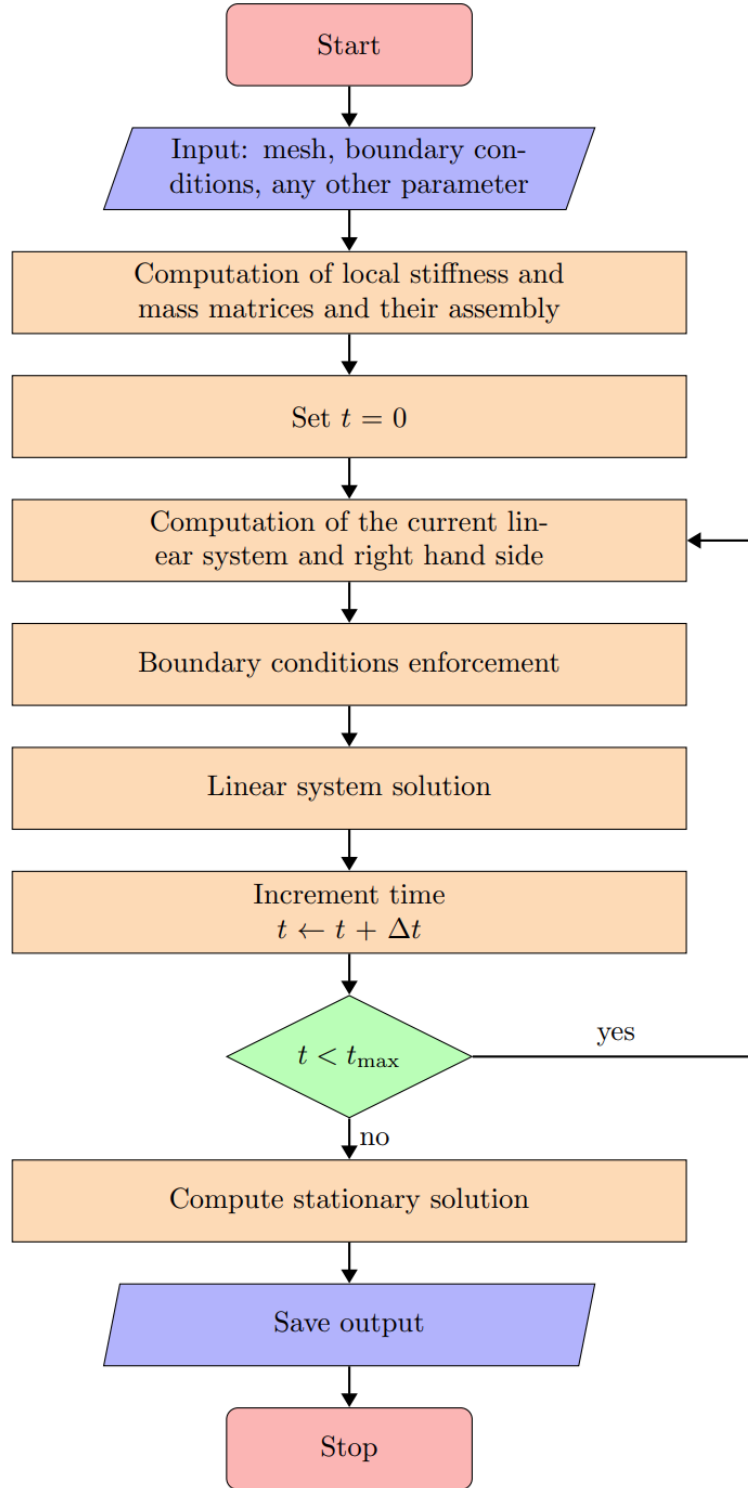 Start
Input: mesh, boundary con-
ditions, any other parameter
Computation of local stiffness and
mass matrices and their assembly
Set t = 0
Computation of the current lin-
ear system and right hand side
Boundary conditions enforcement
Linear system solution
Increment time
t ← t + Δt
t < tmax
yes
no
Compute stationary solution
Save output
Stop